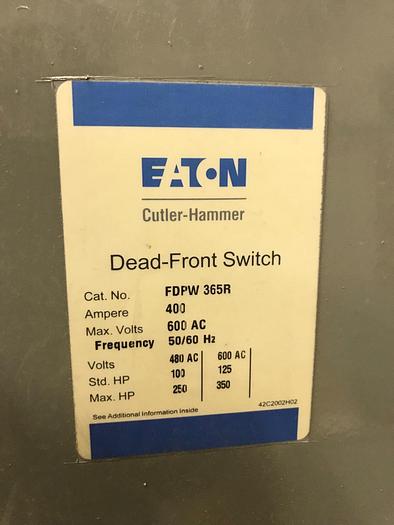 EATON
Cutler-Hammer
Dead-Front Switch
Cat. No. FDPW 365R
Ampere 400
Max. Volts 600 AC
Frequency 50/60 Hz
Volts 480 AC 600 AC
Std. HP 100 125
Max. HP 250 350
See Additional Information Inside 42C2002H02